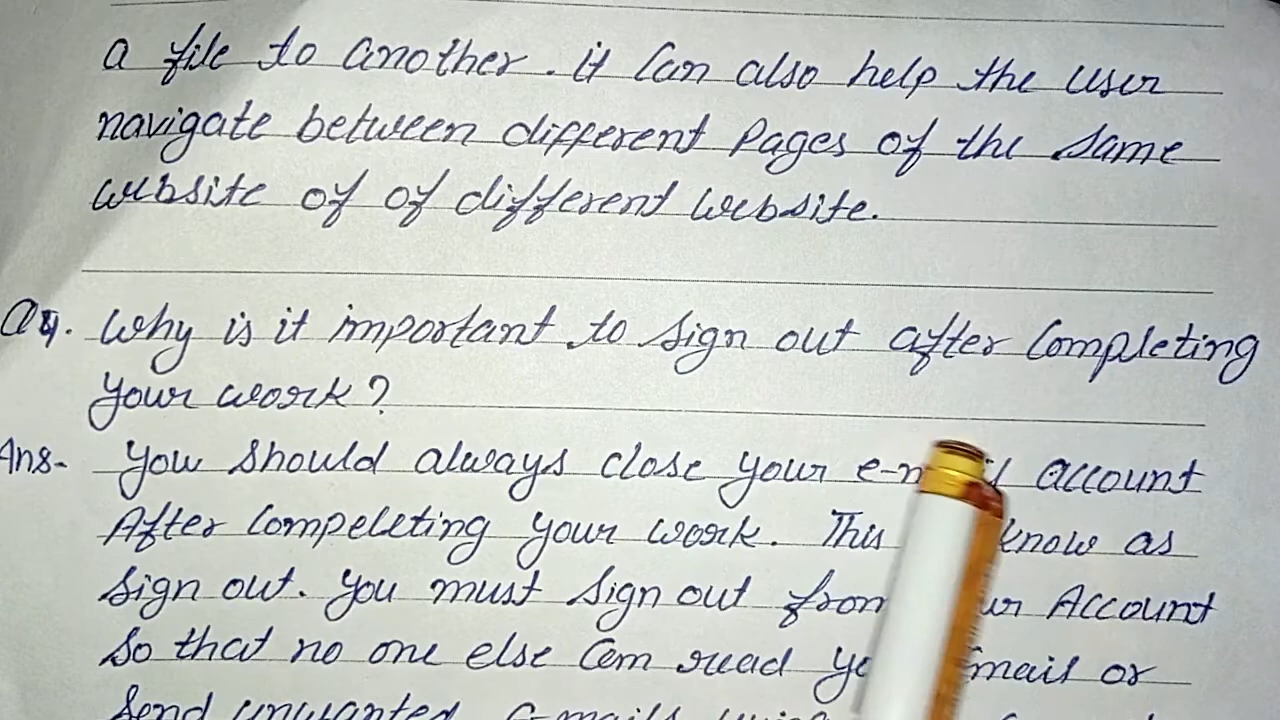 a file to another. it Can also help the User
navigate between different Pages of the Same
website of of different website.
Q4. Why is it important to Sign out after Completing
your work?
Ans- You Should always close your account
After Compeleting your work. This know as
Sign out. You must Sign out Account
So that no one else Can read or
Send unwanted